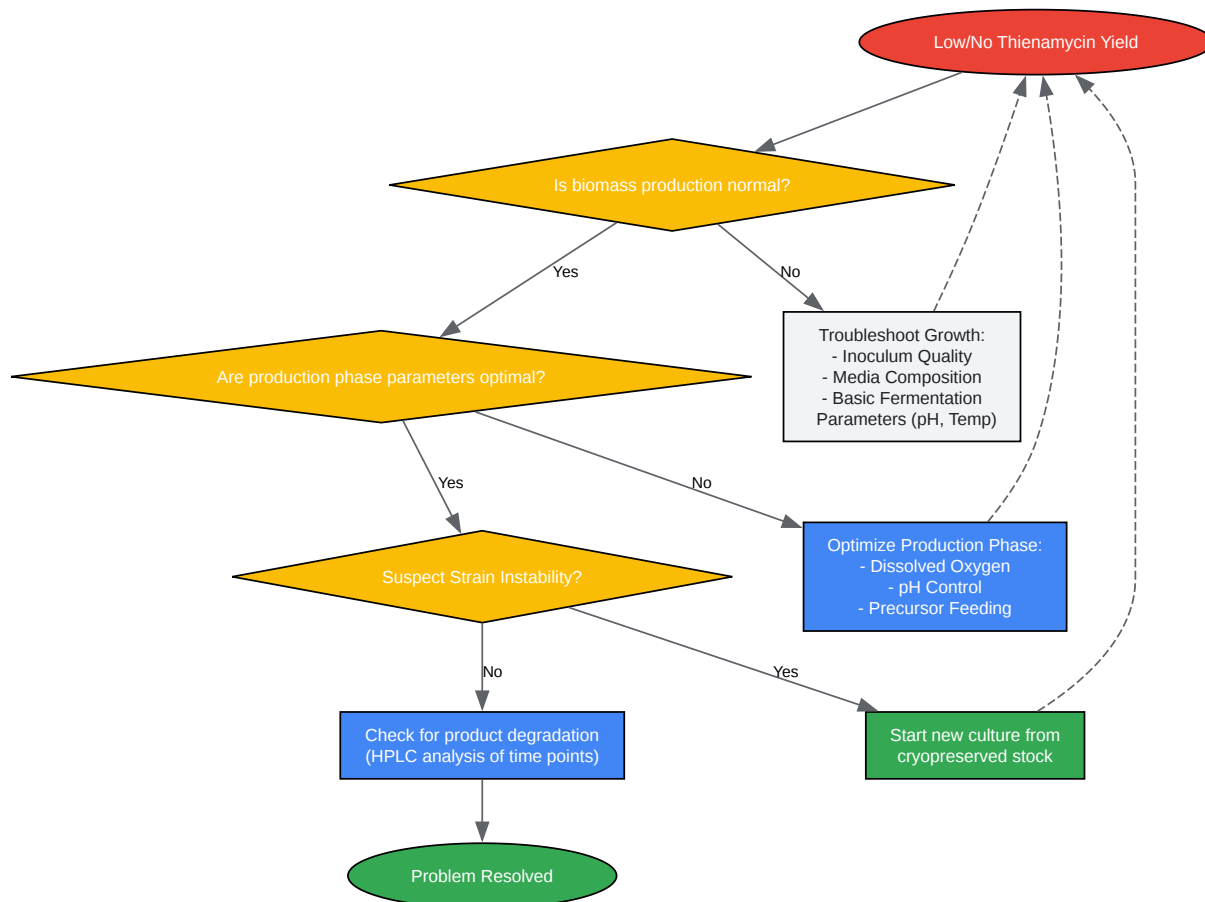 Low/No Thienamycin Yield
Is biomass production normal?
Yes
No
Troubleshoot Growth:
- Inoculum Quality
- Media Composition
- Basic Fermentation
Parameters (pH, Temp)
Are production phase parameters optimal?
Yes
No
Optimize Production Phase:
- Dissolved Oxygen
- pH Control
- Precursor Feeding
Suspect Strain Instability?
No
Yes
Check for product degradation
(HPLC analysis of time points)
Start new culture from
cryopreserved stock
Problem Resolved